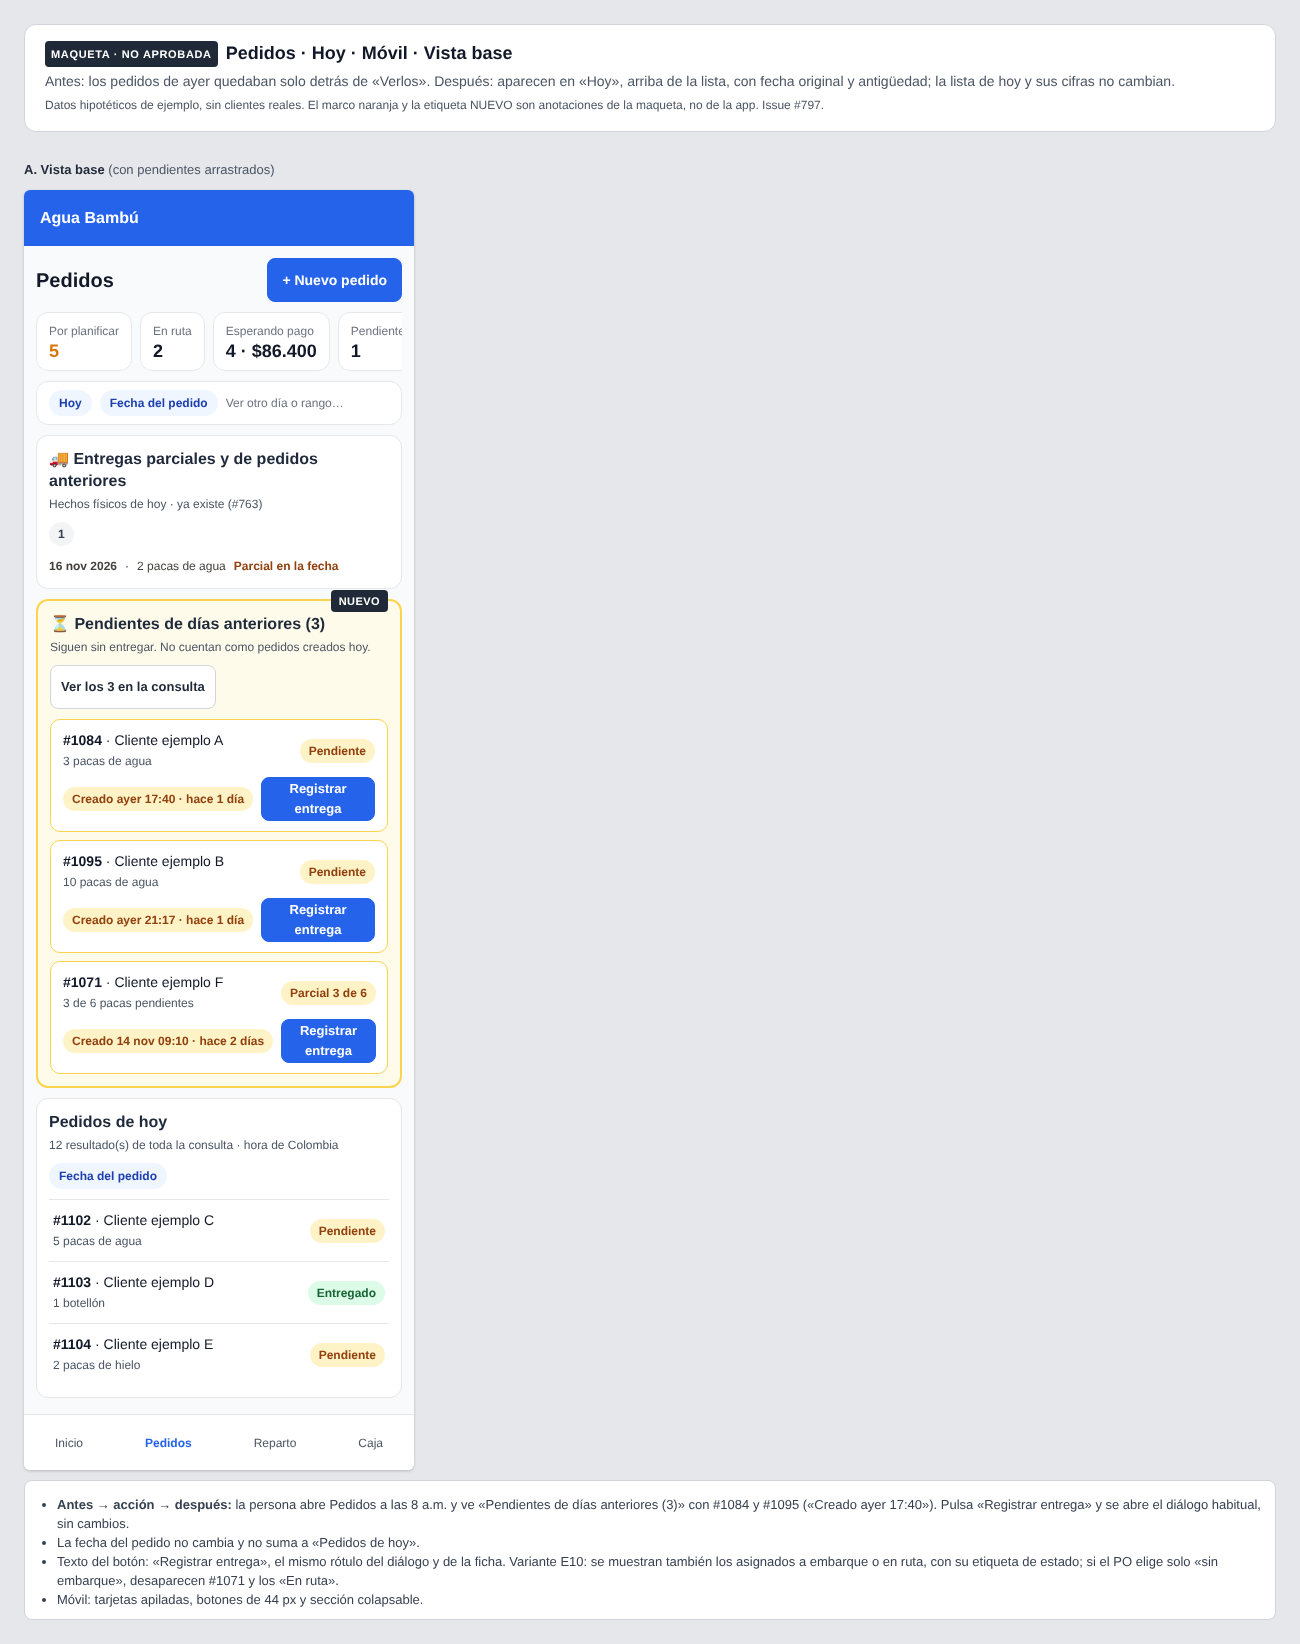 MAQUETA · NO APROBADA Pedidos · Hoy · Móvil · Vista base
Antes: los pedidos de ayer quedaban solo detrás de «Verlos». Después: aparecen en «Hoy», arriba de la lista, con fecha original y antigüedad; la lista de hoy y sus cifras no cambian.
Datos hipotéticos de ejemplo, sin clientes reales. El marco naranja y la etiqueta NUEVO son anotaciones de la maqueta, no de la app. Issue #797.
A. Vista base (con pendientes arrastrados)
Agua Bambú
Pedidos
+ Nuevo pedido
Por planificar
5
En ruta
2
Esperando pago
4 · $86.400
Pendiente
1
Hoy
Fecha del pedido
Ver otro día o rango…
🚚 Entregas parciales y de pedidos
anteriores
Hechos físicos de hoy · ya existe (#763)
1
16 nov 2026 · 2 pacas de agua Parcial en la fecha
NUEVO
⏳ Pendientes de días anteriores (3)
Siguen sin entregar. No cuentan como pedidos creados hoy.
Ver los 3 en la consulta
#1084 · Cliente ejemplo A
3 pacas de agua
Pendiente
Creado ayer 17:40 · hace 1 día
Registrar
entrega
#1095 · Cliente ejemplo B
10 pacas de agua
Pendiente
Creado ayer 21:17 · hace 1 día
Registrar
entrega
#1071 · Cliente ejemplo F
3 de 6 pacas pendientes
Parcial 3 de 6
Creado 14 nov 09:10 · hace 2 días
Registrar
entrega
Pedidos de hoy
12 resultado(s) de toda la consulta · hora de Colombia
Fecha del pedido
#1102 · Cliente ejemplo C
5 pacas de agua
Pendiente
#1103 · Cliente ejemplo D
1 botellón
Entregado
#1104 · Cliente ejemplo E
2 pacas de hielo
Pendiente
Inicio
Pedidos
Reparto
Caja
• Antes → acción → después: la persona abre Pedidos a las 8 a.m. y ve «Pendientes de días anteriores (3)» con #1084 y #1095 («Creado ayer 17:40»). Pulsa «Registrar entrega» y se abre el diálogo habitual,
sin cambios.
• La fecha del pedido no cambia y no suma a «Pedidos de hoy».
• Texto del botón: «Registrar entrega», el mismo rótulo del diálogo y de la ficha. Variante E10: se muestran también los asignados a embarque o en ruta, con su etiqueta de estado; si el PO elige solo «sin
embarque», desaparecen #1071 y los «En ruta».
• Móvil: tarjetas apiladas, botones de 44 px y sección colapsable.